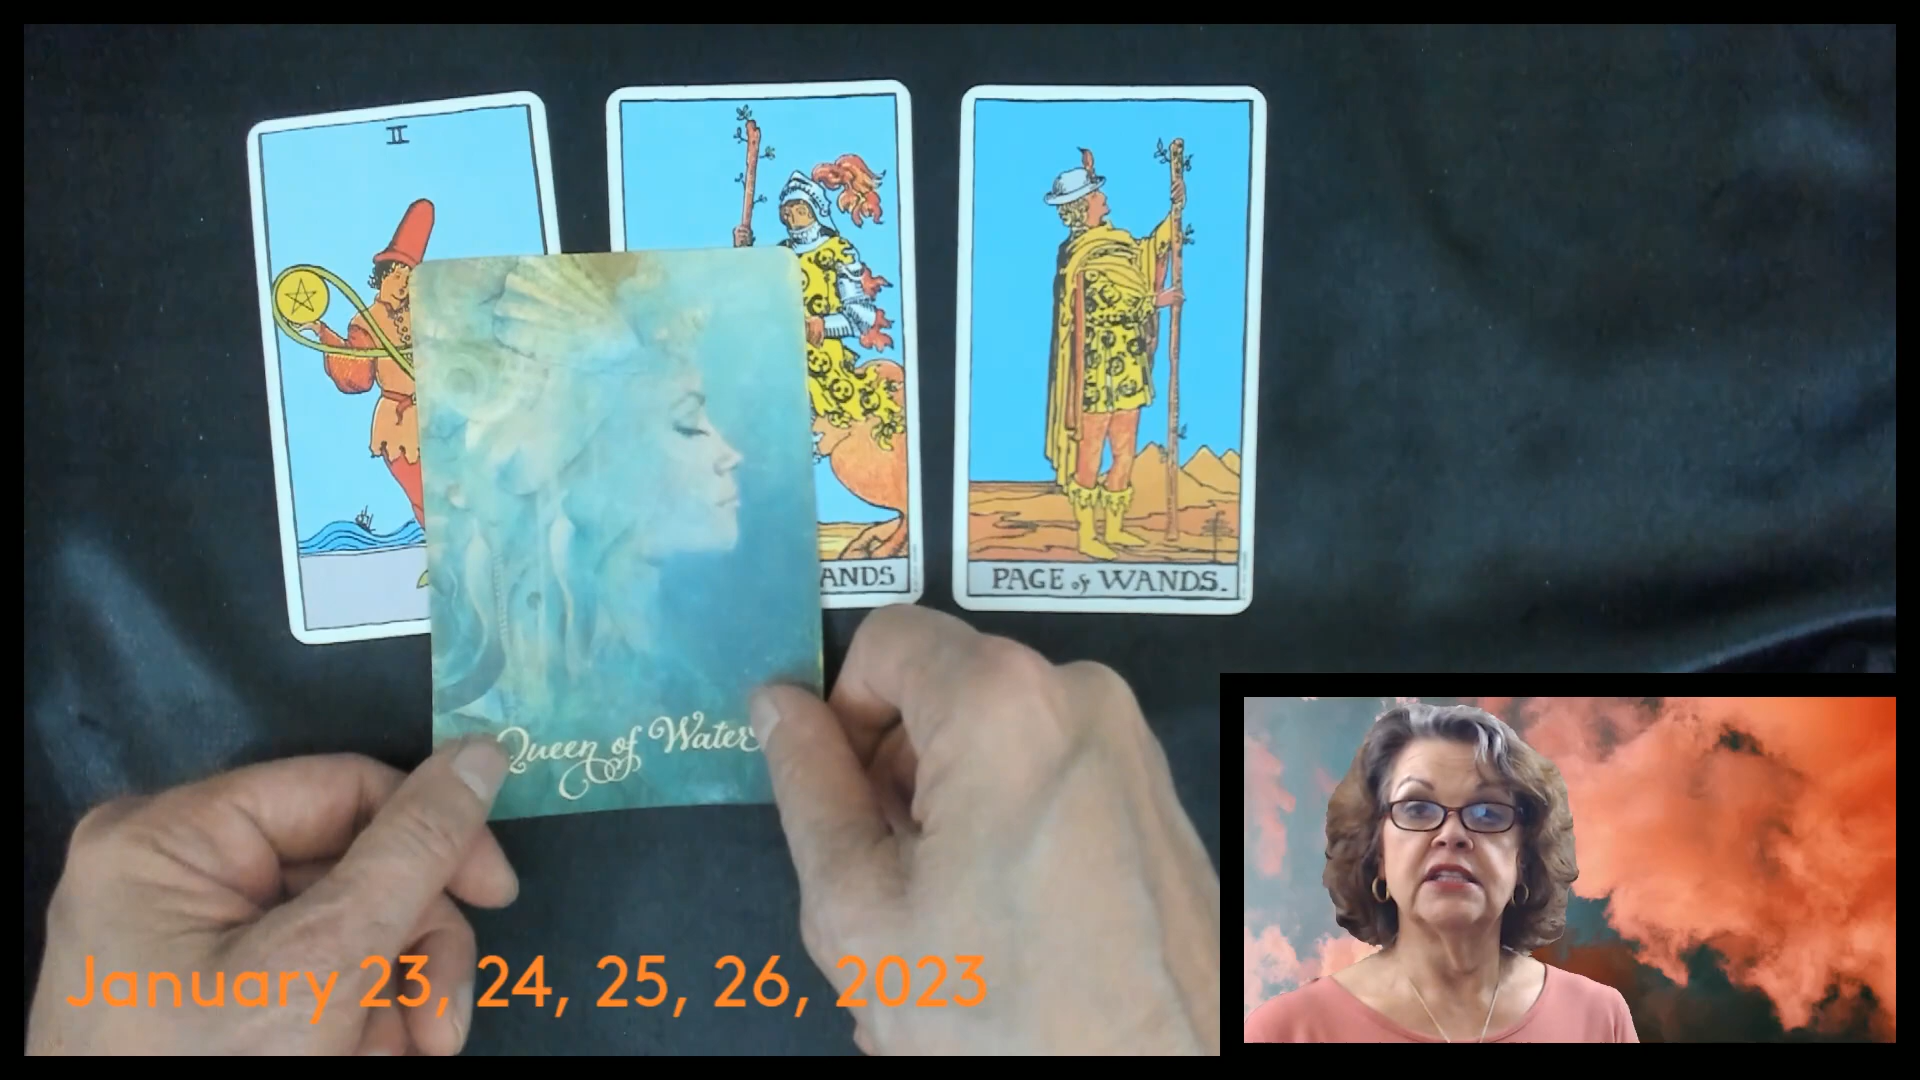 II
ANDS
PAGE of WANDS.
Queen of Water
January 23, 24, 25, 26, 2023